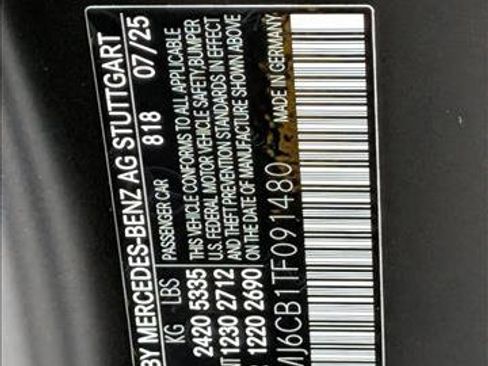 BY MERCEDES-BENZ AG STUTTGART
818 07/25
KG LBS PASSENGER CAR
2420 5335 THIS VEHICLE CONFORMS TO ALL APPLICABLE
U.S. FEDERAL MOTOR VEHICLE SAFETY,BUMPER
1230 2712 AND THEFT PREVENTION STANDARDS IN EFFECT
1220 2690 ON THE DATE OF MANUFACTURE SHOWN ABOVE
MJ6CB1TF091480 MADE IN GERMANY